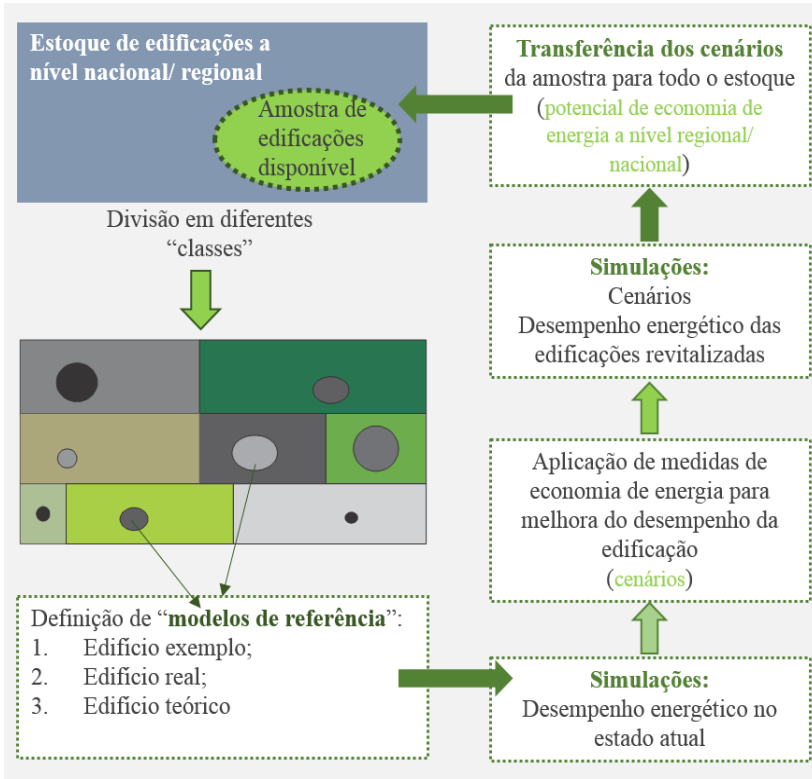 Estoque de edificações a
nível nacional/ regional
Amostra de
edificações
disponível
Divisão em diferentes
“classes”
Definição de “modelos de referência”:
1. Edifício exemplo;
2. Edifício real;
3. Edifício teórico
Simulações:
Desempenho energético no
estado atual
Aplicação de medidas de
economia de energia para
melhora do desempenho da
edificação
(cenários)
Simulações:
Cenários
Desempenho energético das
edificações revitalizadas
Transferência dos cenários
da amostra para todo o estoque
(potencial de economia de
energia a nível regional/
nacional)